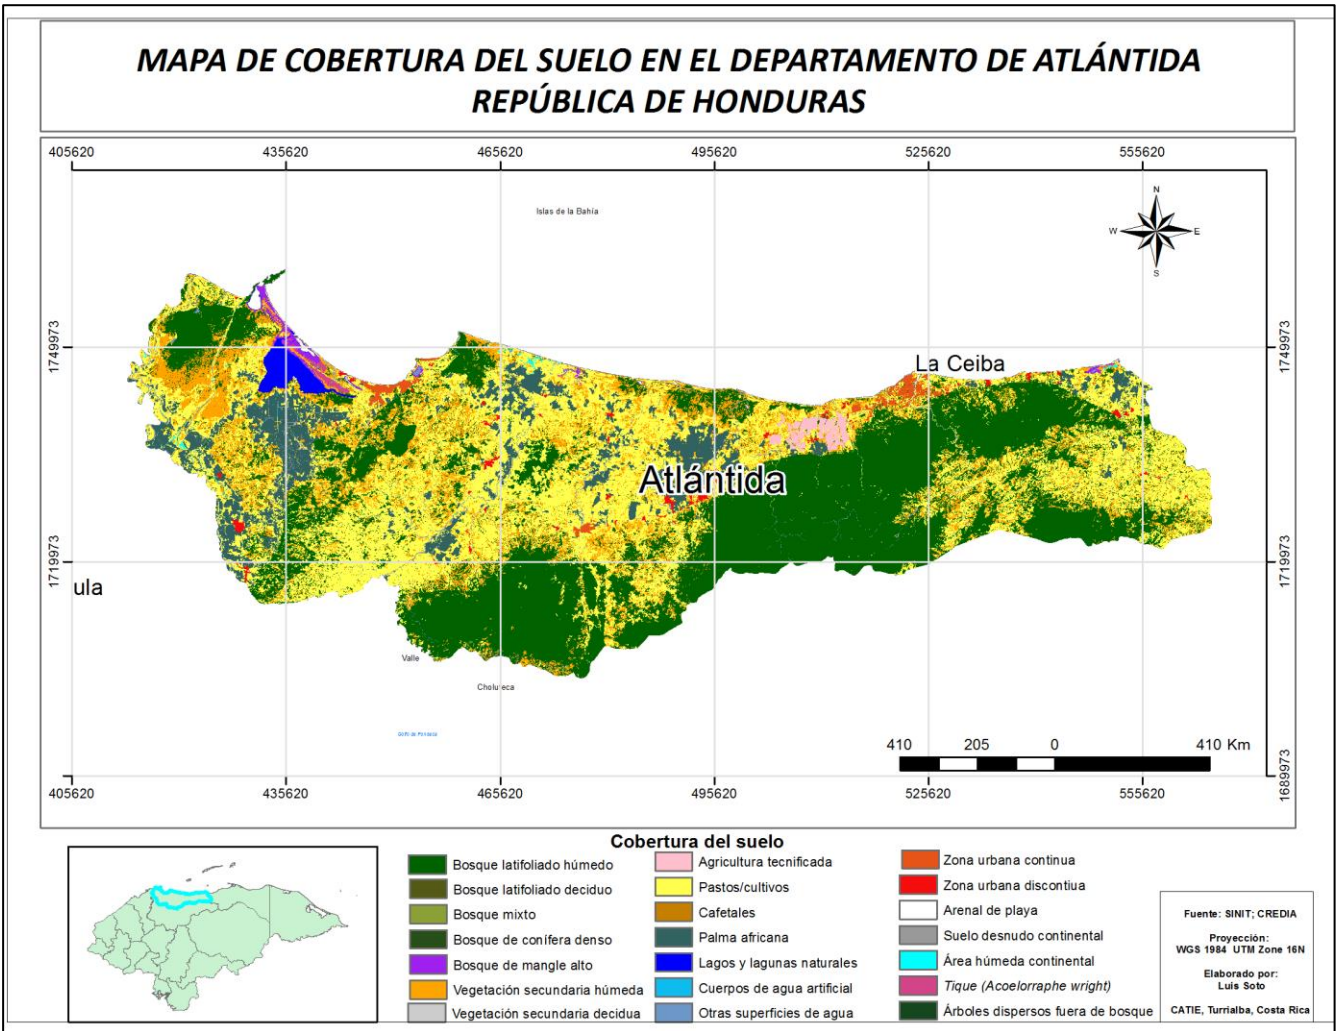 MAPA DE COBERTURA DEL SUELO EN EL DEPARTAMENTO DE ATLÁNTIDA
REPÚBLICA DE HONDURAS
405620 435620 465620 495620 525620 555620
Islas de la Bahía
N
W E
S
1749973 1749973
La Ceiba
Atlántida
1719973 1719973
ula
Valle
Choluteca
Golfo de Fonseca
410 205 0 410 Km
1689973
405620 435620 465620 495620 525620 555620
Cobertura del suelo
Bosque latifoliado húmedo
Bosque latifoliado deciduo
Bosque mixto
Bosque de conífera denso
Bosque de mangle alto
Vegetación secundaria húmeda
Vegetación secundaria decidua
Agricultura tecnificada
Pastos/cultivos
Cafetales
Palma africana
Lagos y lagunas naturales
Cuerpos de agua artificial
Otras superficies de agua
Zona urbana continua
Zona urbana discontiua
Arenal de playa
Suelo desnudo continental
Área húmeda continental
Tique (Acoelorraphe wright)
Árboles dispersos fuera de bosque
Fuente: SINIT; CREDIA
Proyección:
WGS 1984 UTM Zone 16N
Elaborado por:
Luis Soto
CATIE, Turrialba, Costa Rica